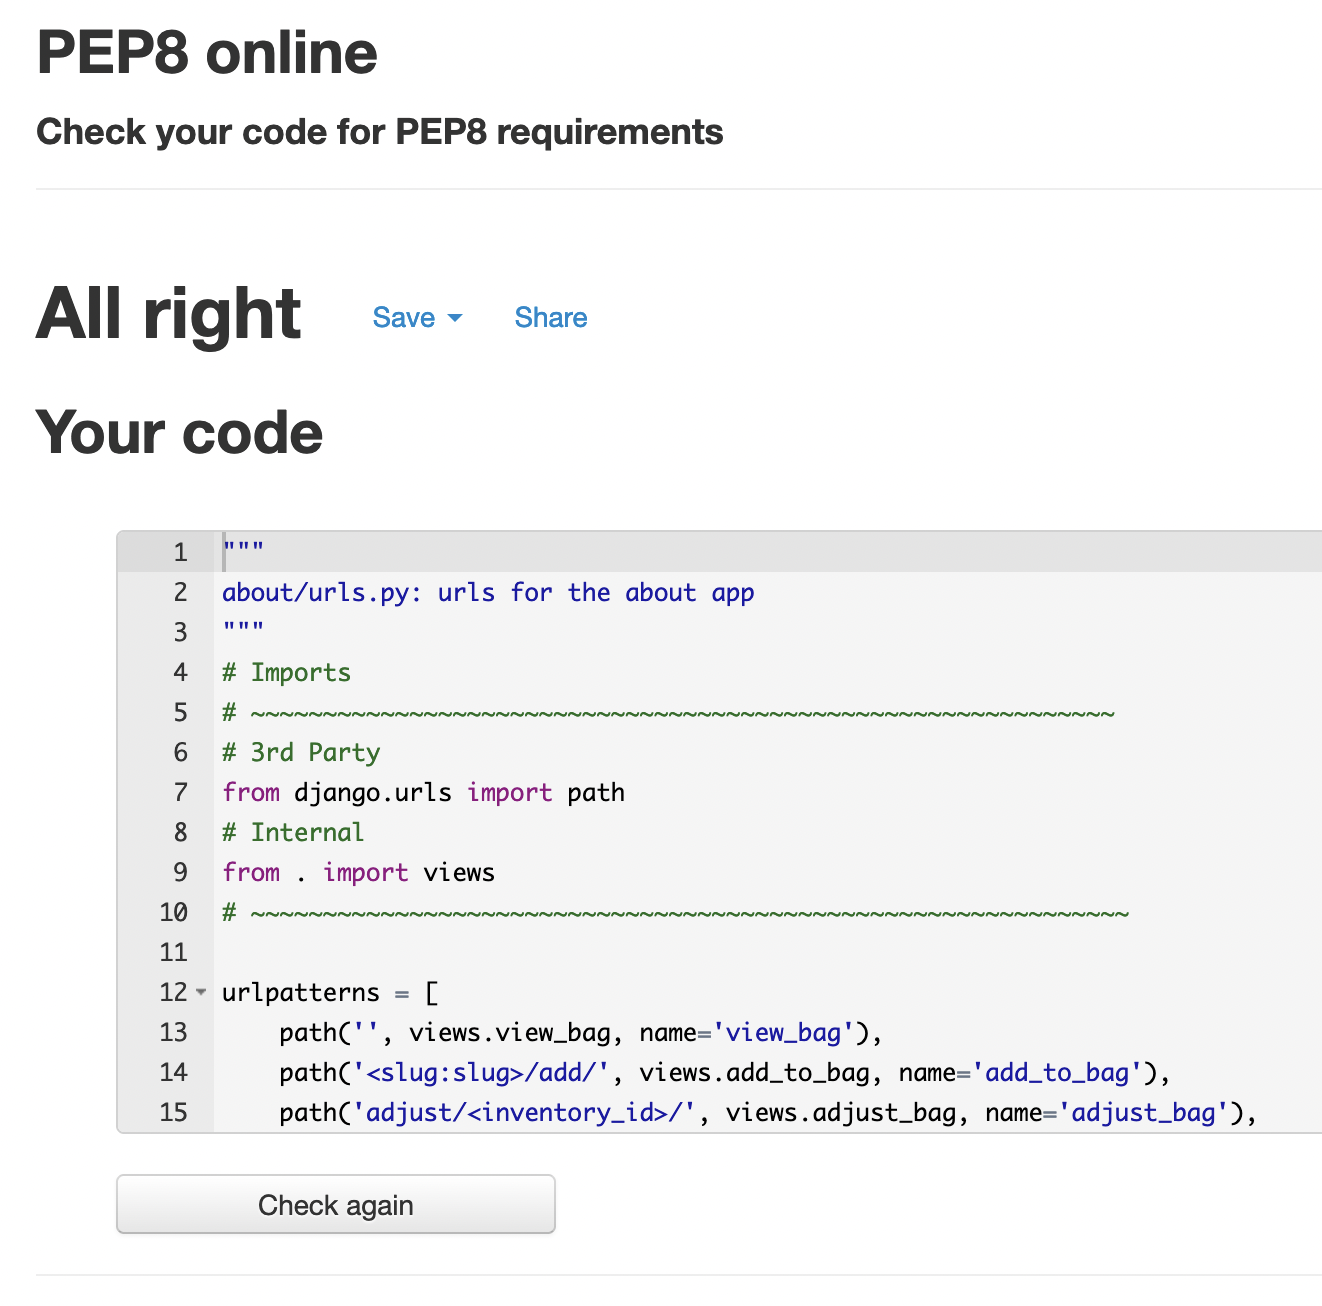 PEP8 online
Check your code for PEP8 requirements
All right Save Share
Your code
1 """
2 about/urls.py: urls for the about app
3 """
4 # Imports
5 # ~~~~~~~~~~~~~~~~~~~~~~~~~~~~~~~~~~~~~~~~~~~~~~~~~~~~~~~~~~~~
6 # 3rd Party
7 from django.urls import path
8 # Internal
9 from . import views
10 # ~~~~~~~~~~~~~~~~~~~~~~~~~~~~~~~~~~~~~~~~~~~~~~~~~~~~~~~~~~~~~
11
12 urlpatterns = [
13     path('', views.view_bag, name='view_bag'),
14     path('<slug:slug>/add/', views.add_to_bag, name='add_to_bag'),
15     path('adjust/<inventory_id>/', views.adjust_bag, name='adjust_bag'),
Check again